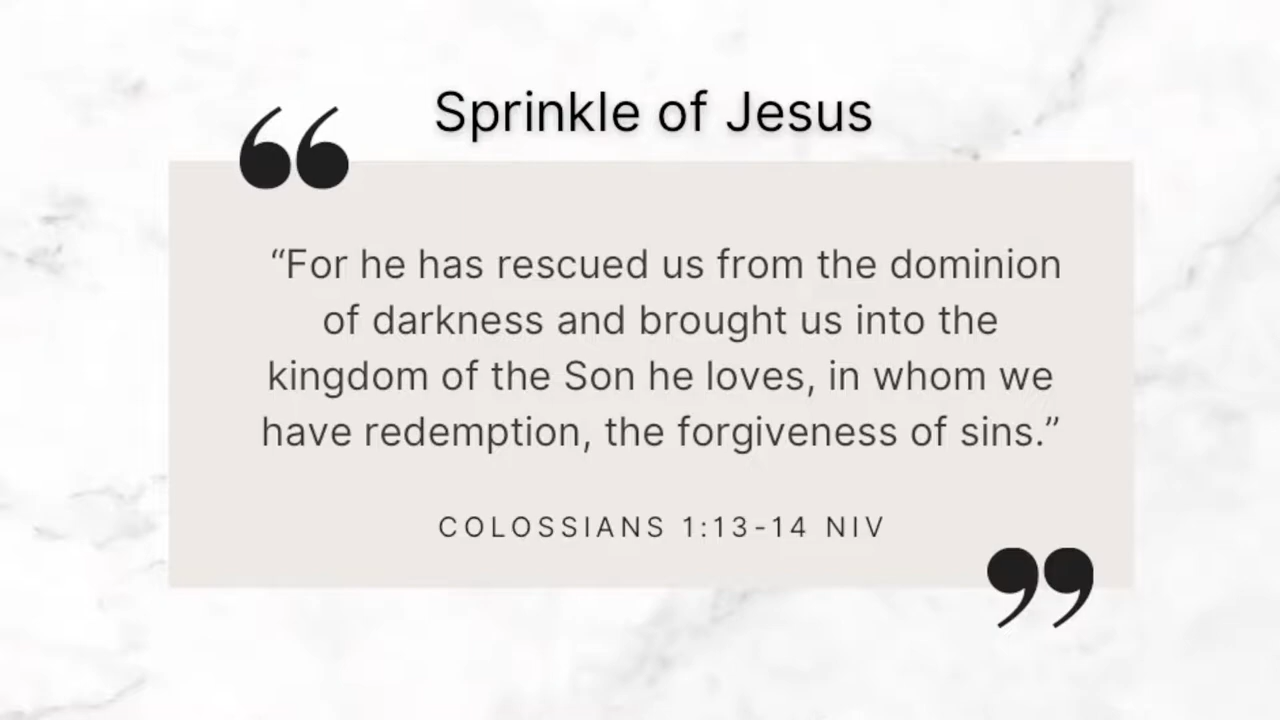 Sprinkle of Jesus
“For he has rescued us from the dominion
of darkness and brought us into the
kingdom of the Son he loves, in whom we
have redemption, the forgiveness of sins.”
COLOSSIANS 1:13-14 NIV